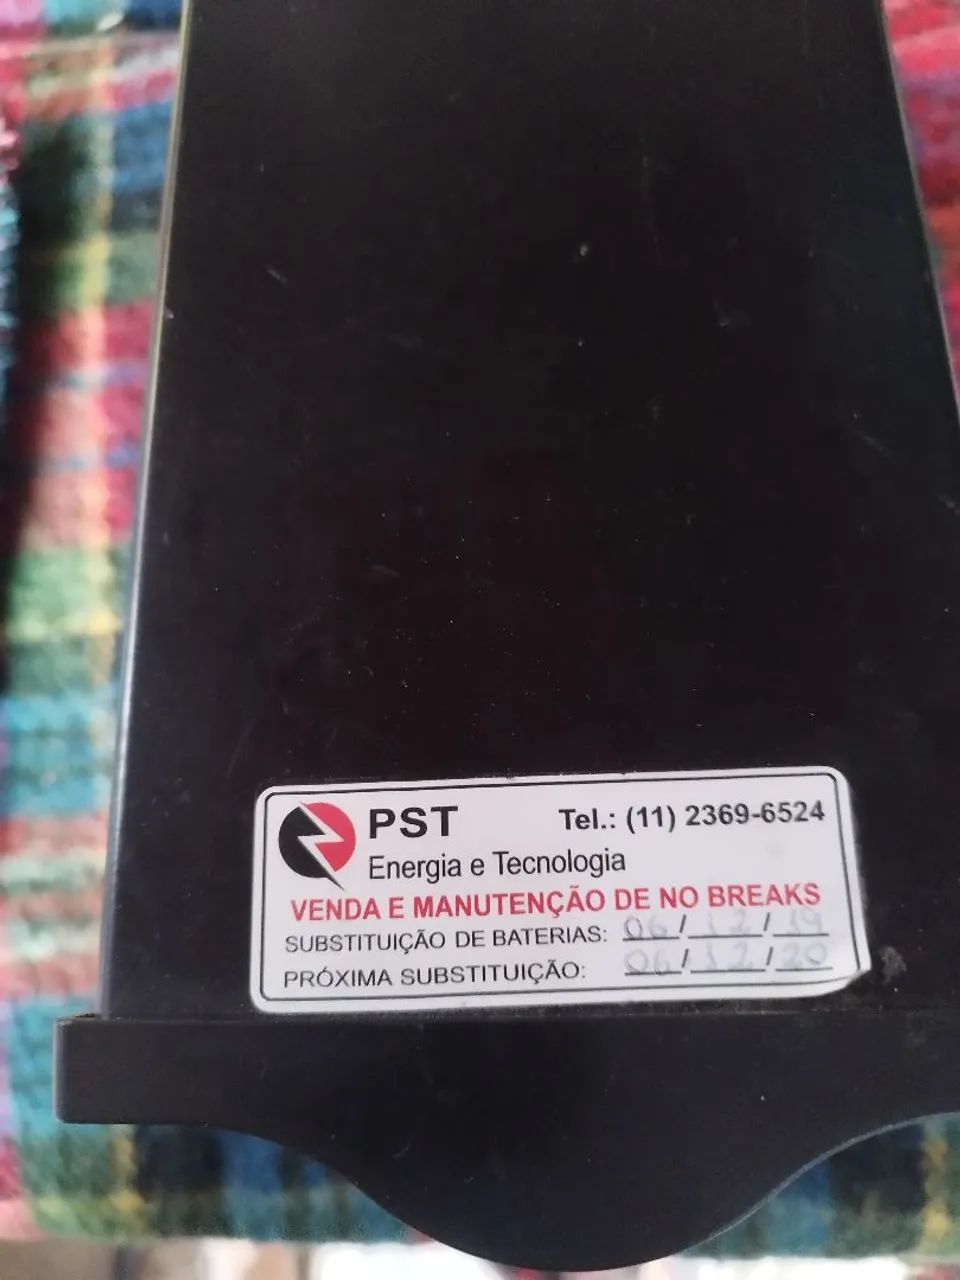 PST
Tel.: (11) 2369-6524
Energia e Tecnologia
VENDA E MANUTENÇÃO DE NO BREAKS
SUBSTITUIÇÃO DE BATERIAS: 06/12/19
PRÓXIMA SUBSTITUIÇÃO: 06/12/20